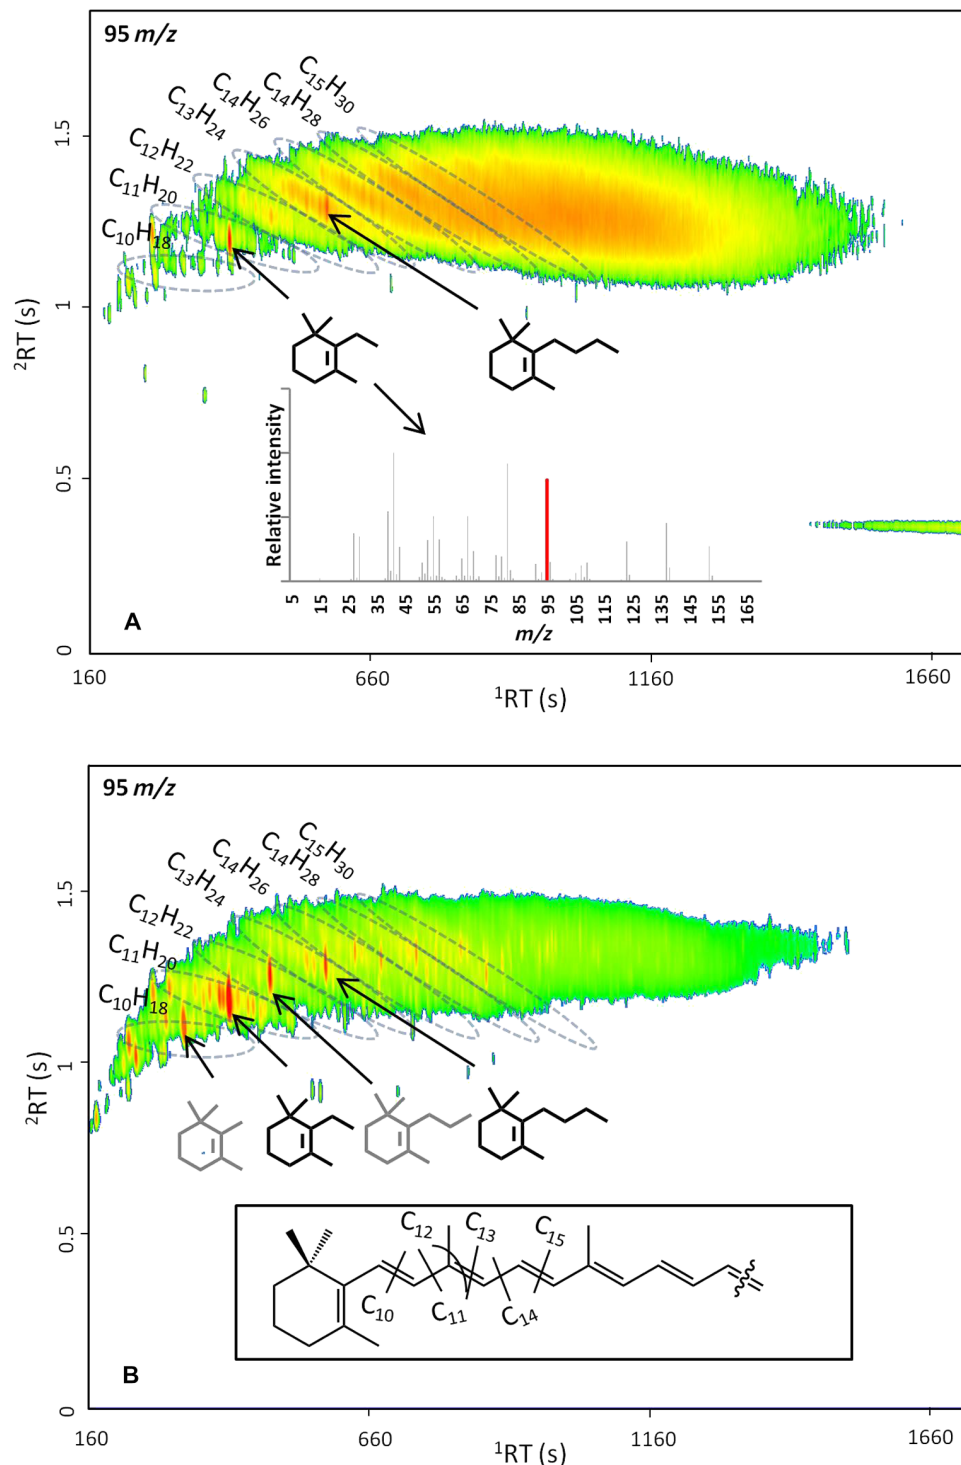 95 m/z
C₁₅H₃₀
C₁₄H₂₈
C₁₄H₂₆
C₁₃H₂₄
C₁₂H₂₂
C₁₁H₂₀
C₁₀H₁₈
1.5
1
0.5
0
²RT (s)
Relative intensity
5 15 25 35 45 55 65 75 85 95 105 115 125 135 145 155 165
m/z
A
160 660 1160 1660
¹RT (s)
95 m/z
C₁₅H₃₀
C₁₄H₂₈
C₁₄H₂₆
C₁₃H₂₄
C₁₂H₂₂
C₁₁H₂₀
C₁₀H₁₈
1.5
1
0.5
0
²RT (s)
C₁₂ C₁₃ C₁₅
C₁₀ C₁₁ C₁₄
B
160 660 1160 1660
¹RT (s)